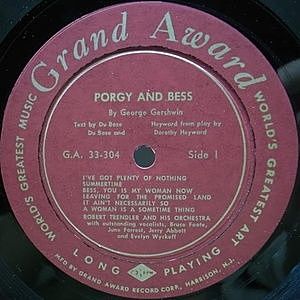 Grand Award
WORLD'S GREATEST MUSIC
WORLD'S GREATEST ART
PORGY AND BESS
By George Gershwin
Text by Du Bose Heyward from play by
Du Bose and Dorothy Heyward
G.A. 33-304 Side 1
I'VE GOT PLENTY OF NOTHING
SUMMERTIME
BESS, YOU IS MY WOMAN NOW
LEAVING FOR THE PROMISED LAND
IT AIN'T NECESSARILY SO
A WOMAN IS A SOMETIME THING
ROBERT TRENDLER AND HIS ORCHESTRA
with outstanding vocalists, Bruce Foote,
June Forrest, Jerry Abbott
and Evelyn Wyckoff
LONG PLAYING
MFD BY GRAND AWARD RECORD CORP., HARRISON, N.J.